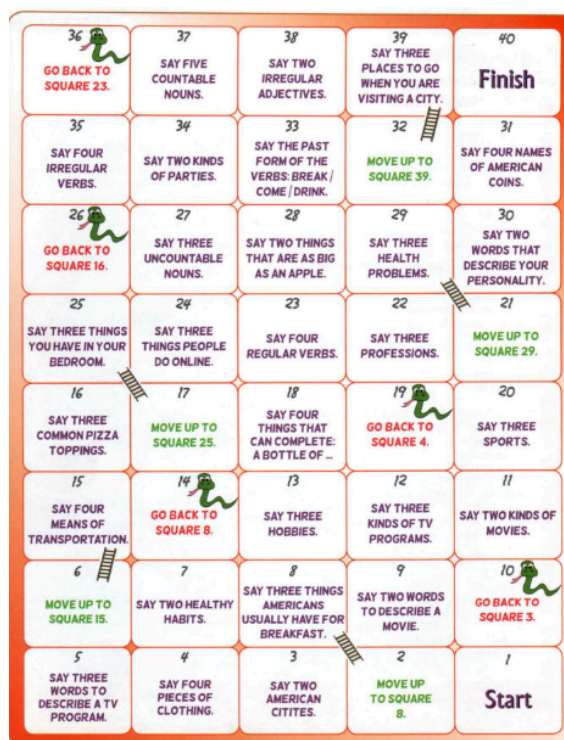 36
GO BACK TO
SQUARE 23.
37
SAY FIVE
COUNTABLE
NOUNS.
38
SAY TWO
IRREGULAR
ADJECTIVES.
39
SAY THREE
PLACES TO GO
WHEN YOU ARE
VISITING A CITY.
40
Finish
35
SAY FOUR
IRREGULAR
VERBS.
34
SAY TWO KINDS
OF PARTIES.
33
SAY THE PAST
FORM OF THE
VERBS: BREAK /
COME / DRINK.
32
MOVE UP TO
SQUARE 39.
31
SAY FOUR NAMES
OF AMERICAN
COINS.
26
GO BACK TO
SQUARE 16.
27
SAY THREE
UNCOUNTABLE
NOUNS.
28
SAY TWO THINGS
THAT ARE AS BIG
AS AN APPLE.
29
SAY THREE
HEALTH
PROBLEMS.
30
SAY TWO
WORDS THAT
DESCRIBE YOUR
PERSONALITY.
25
SAY THREE THINGS
YOU HAVE IN YOUR
BEDROOM.
24
SAY THREE
THINGS PEOPLE
DO ONLINE.
23
SAY FOUR
REGULAR VERBS.
22
SAY THREE
PROFESSIONS.
21
MOVE UP TO
SQUARE 29.
16
SAY THREE
COMMON PIZZA
TOPPINGS.
17
MOVE UP TO
SQUARE 25.
18
SAY FOUR
THINGS THAT
CAN COMPLETE:
A BOTTLE OF ...
19
GO BACK TO
SQUARE 4.
20
SAY THREE
SPORTS.
15
SAY FOUR
MEANS OF
TRANSPORTATION.
14
GO BACK TO
SQUARE 8.
13
SAY THREE
HOBBIES.
12
SAY THREE
KINDS OF TV
PROGRAMS.
11
SAY TWO KINDS OF
MOVIES.
6
MOVE UP TO
SQUARE 15.
7
SAY TWO HEALTHY
HABITS.
8
SAY THREE THINGS
AMERICANS
USUALLY HAVE FOR
BREAKFAST.
9
SAY TWO WORDS
TO DESCRIBE A
MOVIE.
10
GO BACK TO
SQUARE 3.
5
SAY THREE
WORDS TO
DESCRIBE A TV
PROGRAM.
4
SAY FOUR
PIECES OF
CLOTHING.
3
SAY TWO
AMERICAN
CITITES.
2
MOVE UP
TO SQUARE
8.
1
Start